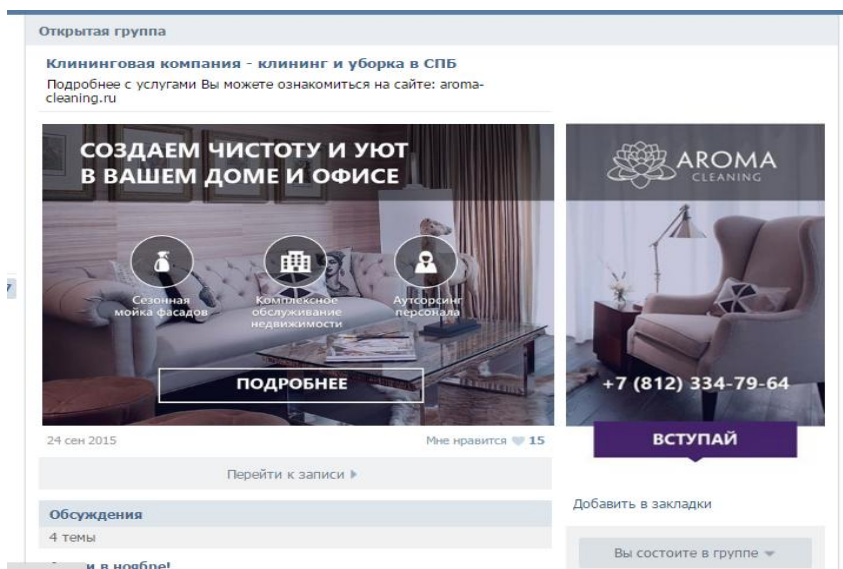 Открытая группа
Клининговая компания - клининг и уборка в СПБ
Подробнее с услугами Вы можете ознакомиться на сайте: aroma-
cleaning.ru
СОЗДАЕМ ЧИСТОТУ И УЮТ
В ВАШЕМ ДОМЕ И ОФИСЕ
Сезонная
мойка фасадов
Комплексное
обслуживание
недвижимости
Аутсорсинг
персонала
ПОДРОБНЕЕ
24 сен 2015
Мне нравится 15
Перейти к записи
Обсуждения
4 темы
и в ноябре!
AROMA
CLEANING
+7 (812) 334-79-64
ВСТУПАЙ
Добавить в закладки
Вы состоите в группе
7